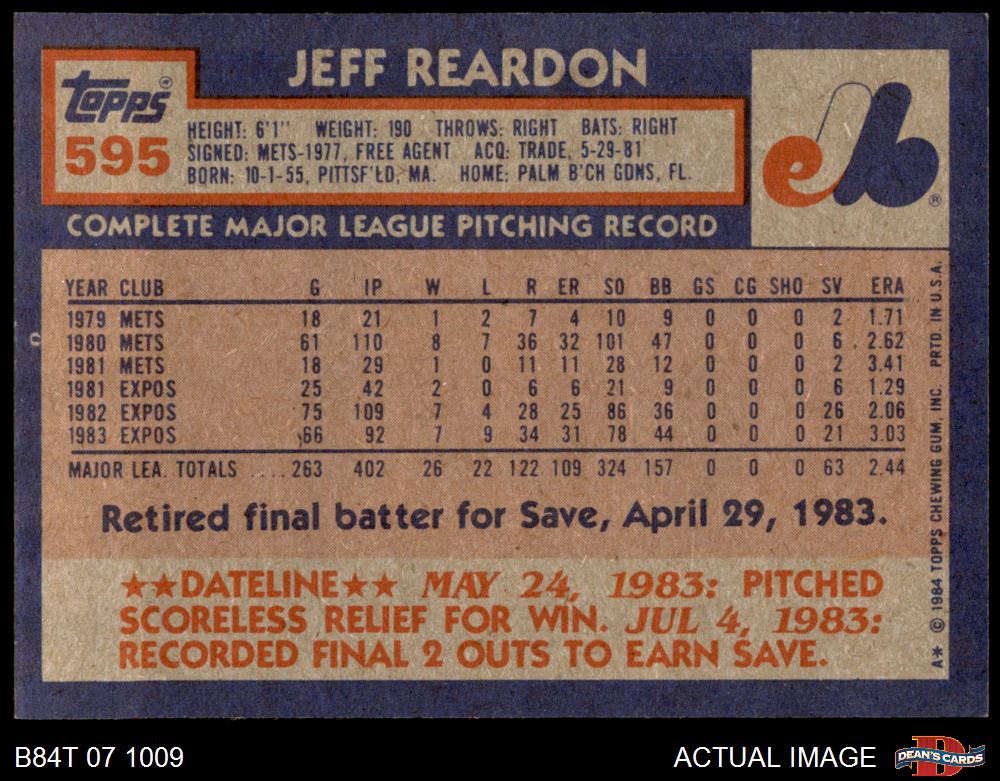 JEFF REARDON
Topps®
595
HEIGHT: 6'1" WEIGHT: 190 THROWS: RIGHT BATS: RIGHT
SIGNED: METS-1977, FREE AGENT ACQ: TRADE, 5-29-81
BORN: 10-1-55, PITTSF'LD, MA. HOME: PALM B'CH GDNS, FL.
eb®
COMPLETE MAJOR LEAGUE PITCHING RECORD
YEAR CLUB G IP W L R ER SO BB GS CG SHO SV ERA
1979 METS 18 21 1 2 7 4 10 9 0 0 0 2 1.71
1980 METS 61 110 8 7 36 32 101 47 0 0 0 6 2.62
1981 METS 18 29 1 0 11 11 28 12 0 0 0 2 3.41
1981 EXPOS 25 42 2 0 6 6 21 9 0 0 0 6 1.29
1982 EXPOS 75 109 7 4 28 25 86 36 0 0 0 26 2.06
1983 EXPOS 66 92 7 9 34 31 78 44 0 0 0 21 3.03
MAJOR LEA. TOTALS .... 263 402 26 22 122 109 324 157 0 0 0 63 2.44
Retired final batter for Save, April 29, 1983.
★★DATELINE★★ MAY 24, 1983: PITCHED
SCORELESS RELIEF FOR WIN. JUL 4, 1983:
RECORDED FINAL 2 OUTS TO EARN SAVE.
A* © 1984 TOPPS CHEWING GUM, INC. PRTD. IN U.S.A.
B84T 07 1009
ACTUAL IMAGE
D
DEAN'S CARDS